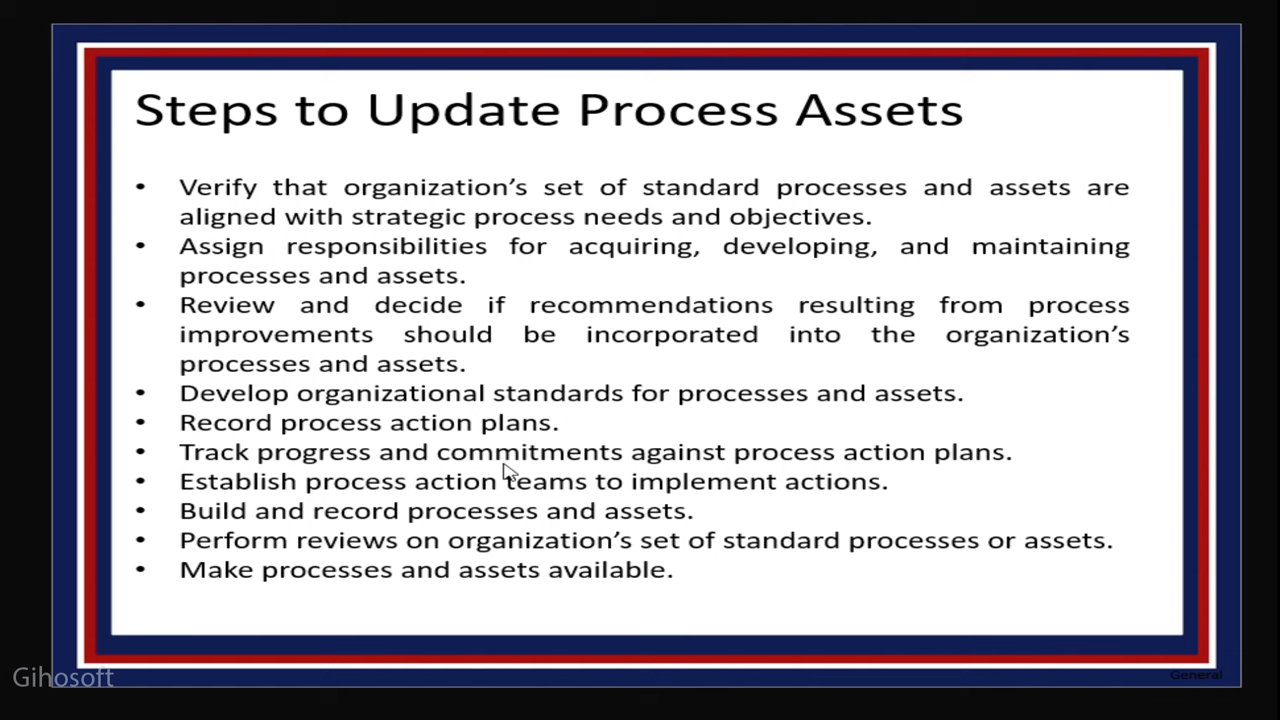 Steps to Update Process Assets
• Verify that organization’s set of standard processes and assets are
aligned with strategic process needs and objectives.
• Assign responsibilities for acquiring, developing, and maintaining
processes and assets.
• Review and decide if recommendations resulting from process
improvements should be incorporated into the organization’s
processes and assets.
• Develop organizational standards for processes and assets.
• Record process action plans.
• Track progress and commitments against process action plans.
• Establish process action teams to implement actions.
• Build and record processes and assets.
• Perform reviews on organization’s set of standard processes or assets.
• Make processes and assets available.
Gihosoft
General